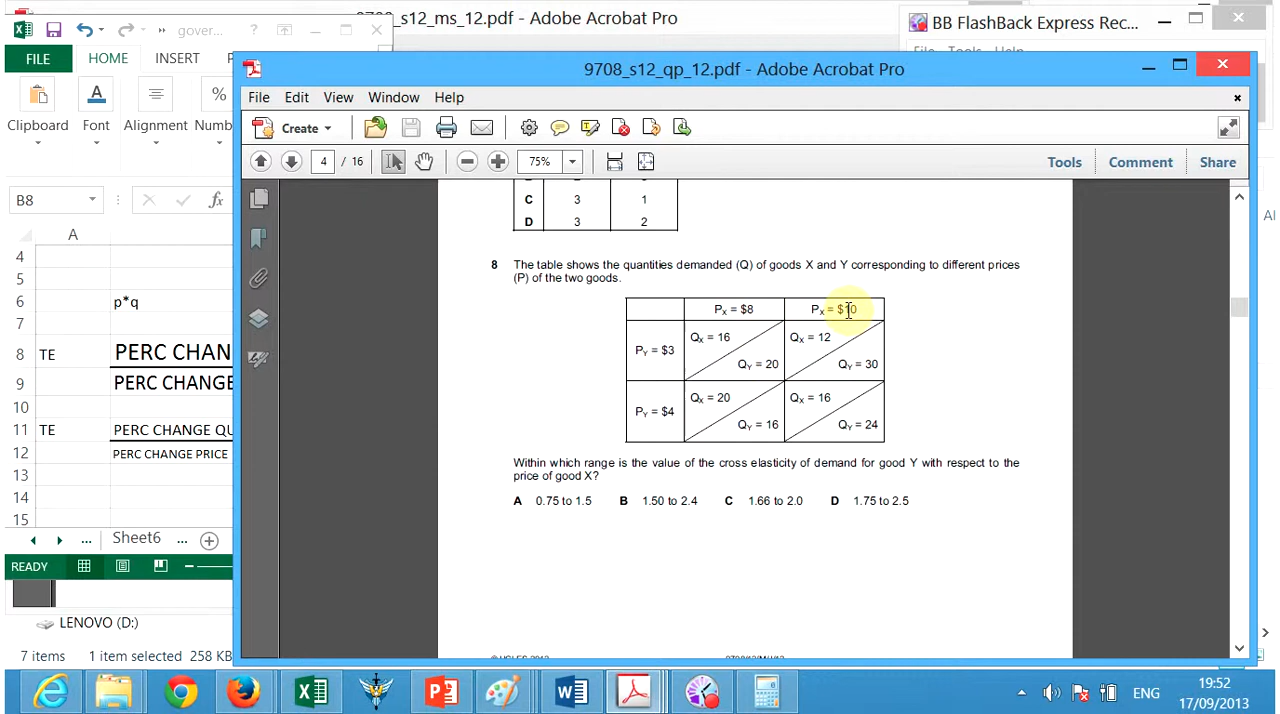 9708_s12_ms_12.pdf - Adobe Acrobat Pro
BB FlashBack Express Rec...
File Tools Help
gover... ?
FILE HOME INSERT
Clipboard Font Alignment Numb...
B8
A
4
5
6 p*q
7
8 TE PERC CHAN
9 PERC CHANGE
10
11 TE PERC CHANGE QU
12 PERC CHANGE PRICE
13
14
15
... Sheet6 ...
READY
LENOVO (D:)
7 items 1 item selected 258 KB
9708_s12_qp_12.pdf - Adobe Acrobat Pro
File Edit View Window Help
Create
4 / 16 75% Tools Comment Share
C 3 1
D 3 2
8 The table shows the quantities demanded (Q) of goods X and Y corresponding to different prices
(P) of the two goods.
PX = $8 PX = $10
PY = $3 QX = 16 QY = 20 QX = 12 QY = 30
PY = $4 QX = 20 QY = 16 QX = 16 QY = 24
Within which range is the value of the cross elasticity of demand for good Y with respect to the
price of good X?
A 0.75 to 1.5 B 1.50 to 2.4 C 1.66 to 2.0 D 1.75 to 2.5
ENG
19:52
17/09/2013